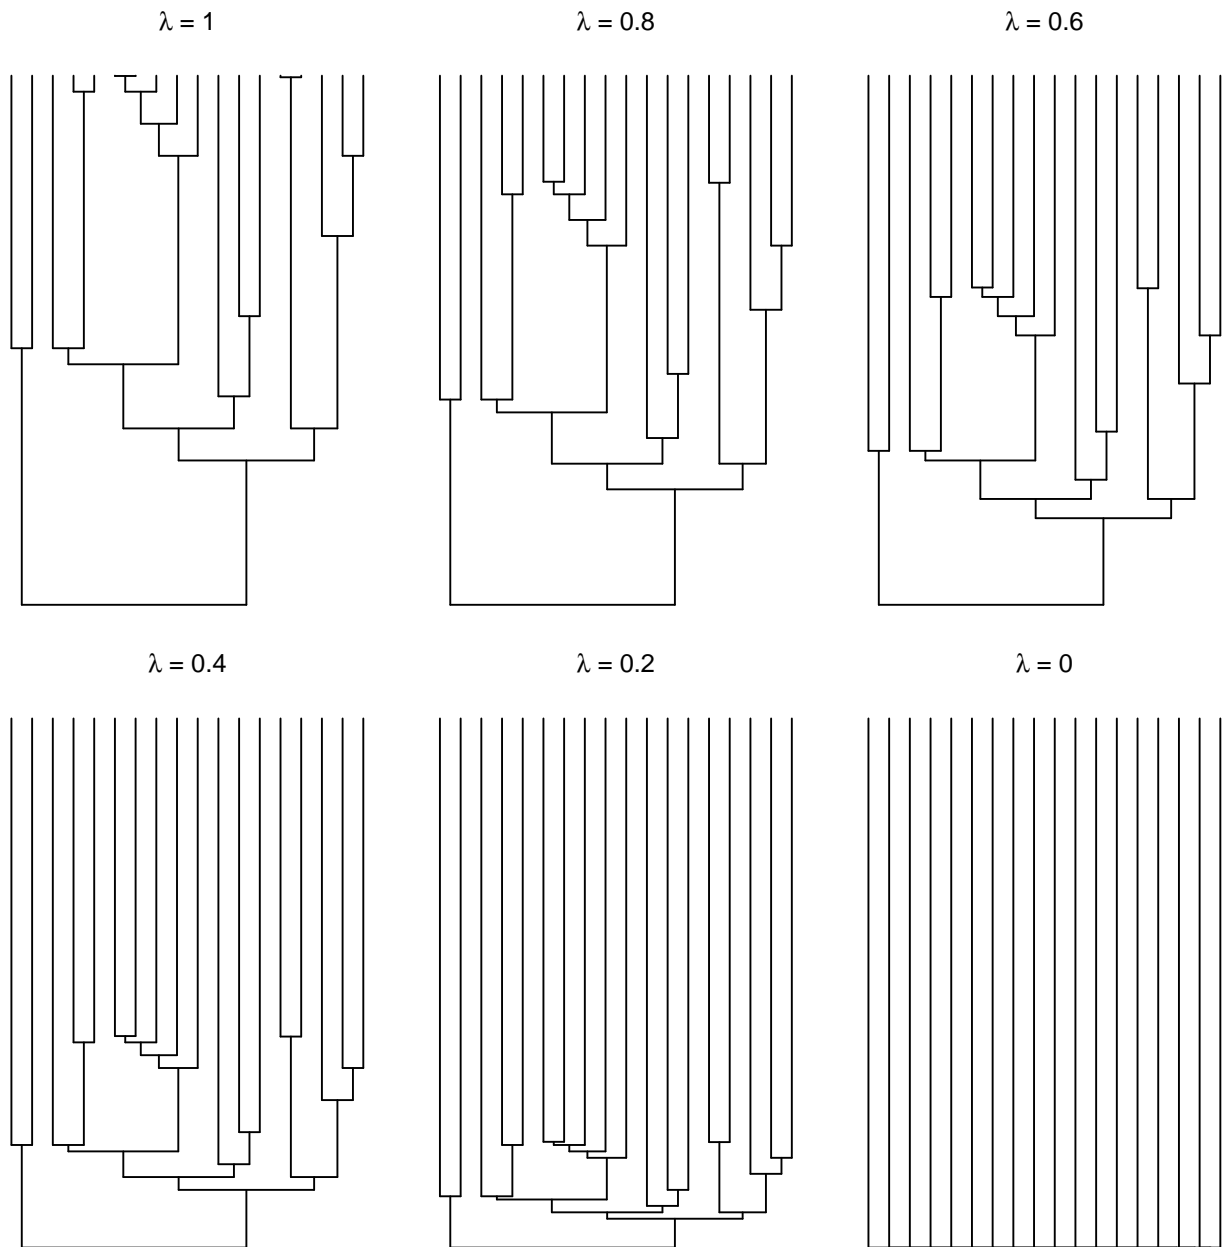 λ = 1
λ = 0.8
λ = 0.6
λ = 0.4
λ = 0.2
λ = 0